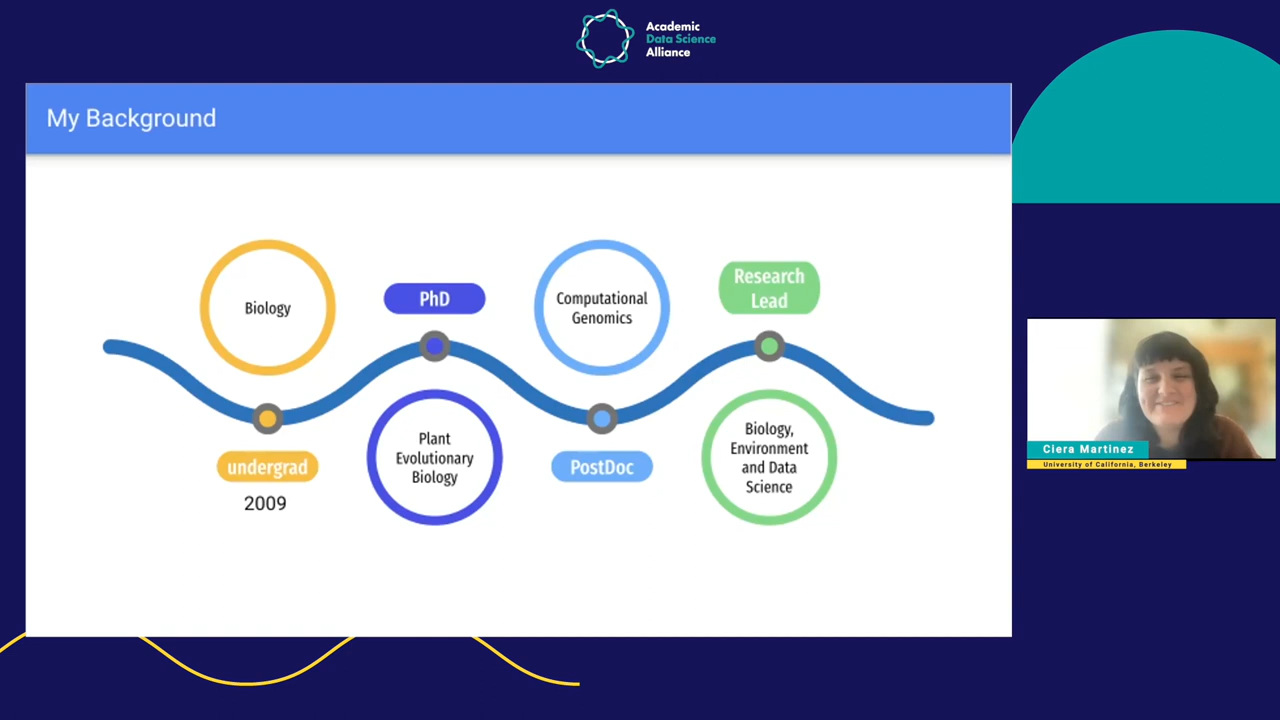 Academic
Data Science
Alliance
My Background
Biology
PhD
Computational
Genomics
Research
Lead
undergrad
2009
Plant
Evolutionary
Biology
PostDoc
Biology,
Environment
and Data
Science
Ciera Martinez
University of California, Berkeley